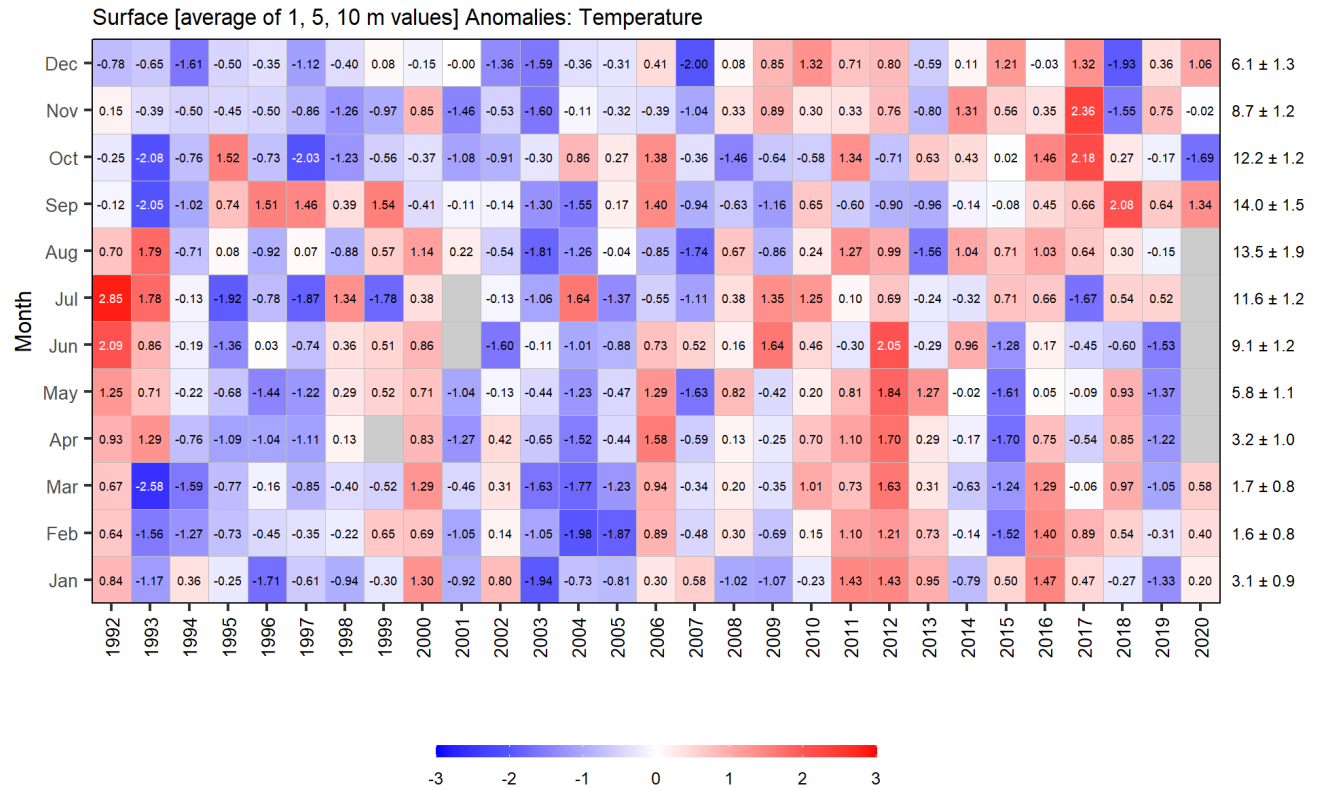 Surface [average of 1, 5, 10 m values] Anomalies: Temperature
Dec -0.78 -0.65 -1.61 -0.50 -0.35 -1.12 -0.40 0.08 -0.15 -0.00 -1.36 -1.59 -0.36 -0.31 0.41 -2.00 0.08 0.85 1.32 0.71 0.80 -0.59 0.11 1.21 -0.03 1.32 -1.93 0.36 1.06 6.1 ± 1.3
Nov 0.15 -0.39 -0.50 -0.45 -0.50 -0.86 -1.26 -0.97 0.85 -1.46 -0.53 -1.60 -0.11 -0.32 -0.39 -1.04 0.33 0.89 0.30 0.33 0.76 -0.80 1.31 0.56 0.35 2.36 -1.55 0.75 -0.02 8.7 ± 1.2
Oct -0.25 -2.08 -0.76 1.52 -0.73 -2.03 -1.23 -0.56 -0.37 -1.08 -0.91 -0.30 0.86 0.27 1.38 -0.36 -1.46 -0.64 -0.58 1.34 -0.71 0.63 0.43 0.02 1.46 2.18 0.27 -0.17 -1.69 12.2 ± 1.2
Sep -0.12 -2.05 -1.02 0.74 1.51 1.46 0.39 1.54 -0.41 -0.11 -0.14 -1.30 -1.55 0.17 1.40 -0.94 -0.63 -1.16 0.65 -0.60 -0.90 -0.96 -0.14 -0.08 0.45 0.66 2.08 0.64 1.34 14.0 ± 1.5
Aug 0.70 1.79 -0.71 0.08 -0.92 0.07 -0.88 0.57 1.14 0.22 -0.54 -1.81 -1.26 -0.04 -0.85 -1.74 0.67 -0.86 0.24 1.27 0.99 -1.56 1.04 0.71 1.03 0.64 0.30 -0.15 13.5 ± 1.9
Jul 2.85 1.78 -0.13 -1.92 -0.78 -1.87 1.34 -1.78 0.38 -0.13 -1.06 1.64 -1.37 -0.55 -1.11 0.38 1.35 1.25 0.10 0.69 -0.24 -0.32 0.71 0.66 -1.67 0.54 0.52 11.6 ± 1.2
Jun 2.09 0.86 -0.19 -1.36 0.03 -0.74 0.36 0.51 0.86 -1.60 -0.11 -1.01 -0.88 0.73 0.52 0.16 1.64 0.46 -0.30 2.05 -0.29 0.96 -1.28 0.17 -0.45 -0.60 -1.53 9.1 ± 1.2
May 1.25 0.71 -0.22 -0.68 -1.44 -1.22 0.29 0.52 0.71 -1.04 -0.13 -0.44 -1.23 -0.47 1.29 -1.63 0.82 -0.42 0.20 0.81 1.84 1.27 -0.02 -1.61 0.05 -0.09 0.93 -1.37 5.8 ± 1.1
Apr 0.93 1.29 -0.76 -1.09 -1.04 -1.11 0.13 0.83 -1.27 0.42 -0.65 -1.52 -0.44 1.58 -0.59 0.13 -0.25 0.70 1.10 1.70 0.29 -0.17 -1.70 0.75 -0.54 0.85 -1.22 3.2 ± 1.0
Mar 0.67 -2.58 -1.59 -0.77 -0.16 -0.85 -0.40 -0.52 1.29 -0.46 0.31 -1.63 -1.77 -1.23 0.94 -0.34 0.20 -0.35 1.01 0.73 1.63 0.31 -0.63 -1.24 1.29 -0.06 0.97 -1.05 0.58 1.7 ± 0.8
Feb 0.64 -1.56 -1.27 -0.73 -0.45 -0.35 -0.22 0.65 0.69 -1.05 0.14 -1.05 -1.98 -1.87 0.89 -0.48 0.30 -0.69 0.15 1.10 1.21 0.73 -0.14 -1.52 1.40 0.89 0.54 -0.31 0.40 1.6 ± 0.8
Jan 0.84 -1.17 0.36 -0.25 -1.71 -0.61 -0.94 -0.30 1.30 -0.92 0.80 -1.94 -0.73 -0.81 0.30 0.58 -1.02 -1.07 -0.23 1.43 1.43 0.95 -0.79 0.50 1.47 0.47 -0.27 -1.33 0.20 3.1 ± 0.9
Month
1992 1993 1994 1995 1996 1997 1998 1999 2000 2001 2002 2003 2004 2005 2006 2007 2008 2009 2010 2011 2012 2013 2014 2015 2016 2017 2018 2019 2020
-3 -2 -1 0 1 2 3